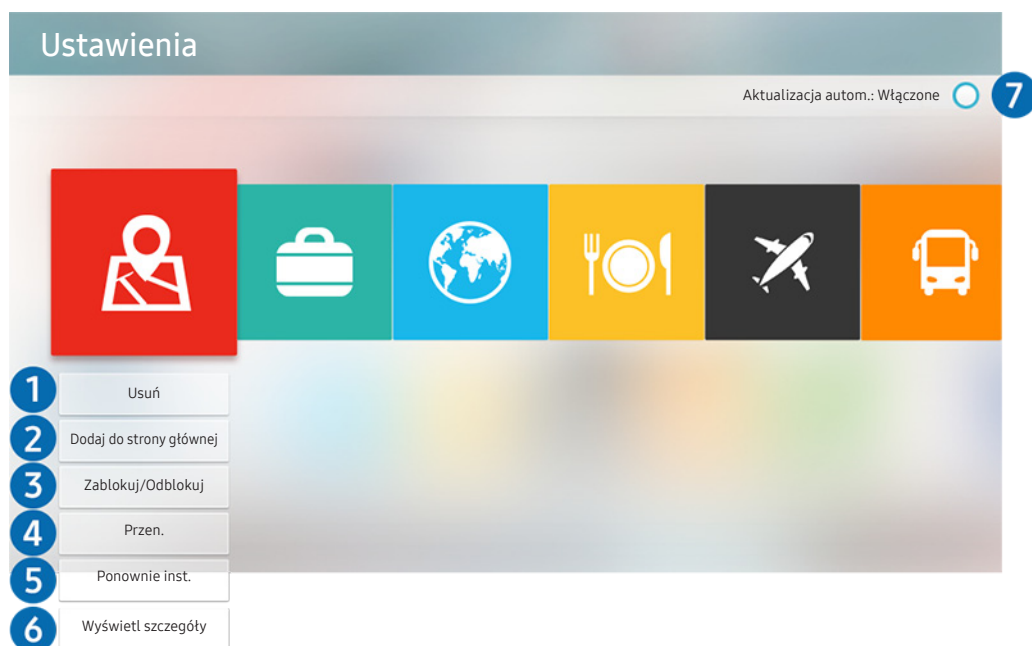 Ustawienia
Aktualizacja autom.: Włączone
7
1
Usuń
2
Dodaj do strony głównej
3
Zablokuj/Odblokuj
4
Przen.
5
Ponownie inst.
6
Wyświetl szczegóły